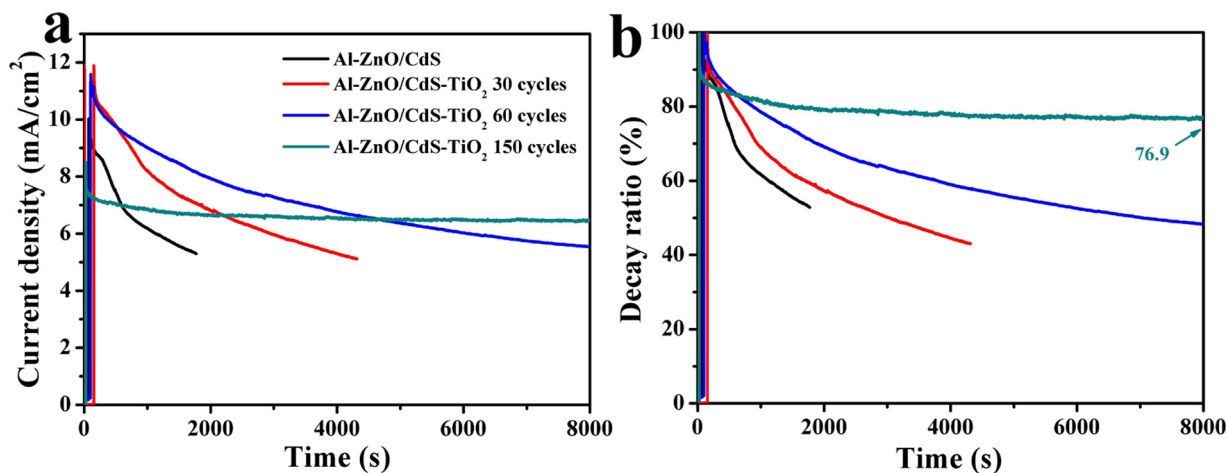 a
Current density (mA/cm²)
12
10
8
6
4
2
0
Al-ZnO/CdS
Al-ZnO/CdS-TiO₂ 30 cycles
Al-ZnO/CdS-TiO₂ 60 cycles
Al-ZnO/CdS-TiO₂ 150 cycles
0 2000 4000 6000 8000
Time (s)
b
Decay ratio (%)
100
80
60
40
20
0
76.9
0 2000 4000 6000 8000
Time (s)